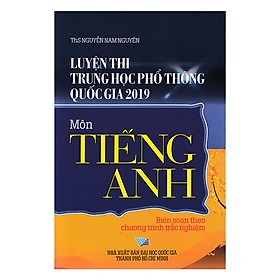 ThS NGUYỄN NAM NGUYÊN
LUYỆN THI
TRUNG HỌC PHỔ THÔNG
QUỐC GIA 2019
Môn
TIẾNG
ANH
Biên soạn theo
chương trình trắc nghiệm
NHÀ XUẤT BẢN ĐẠI HỌC QUỐC GIA
THÀNH PHỐ HỒ CHÍ MINH